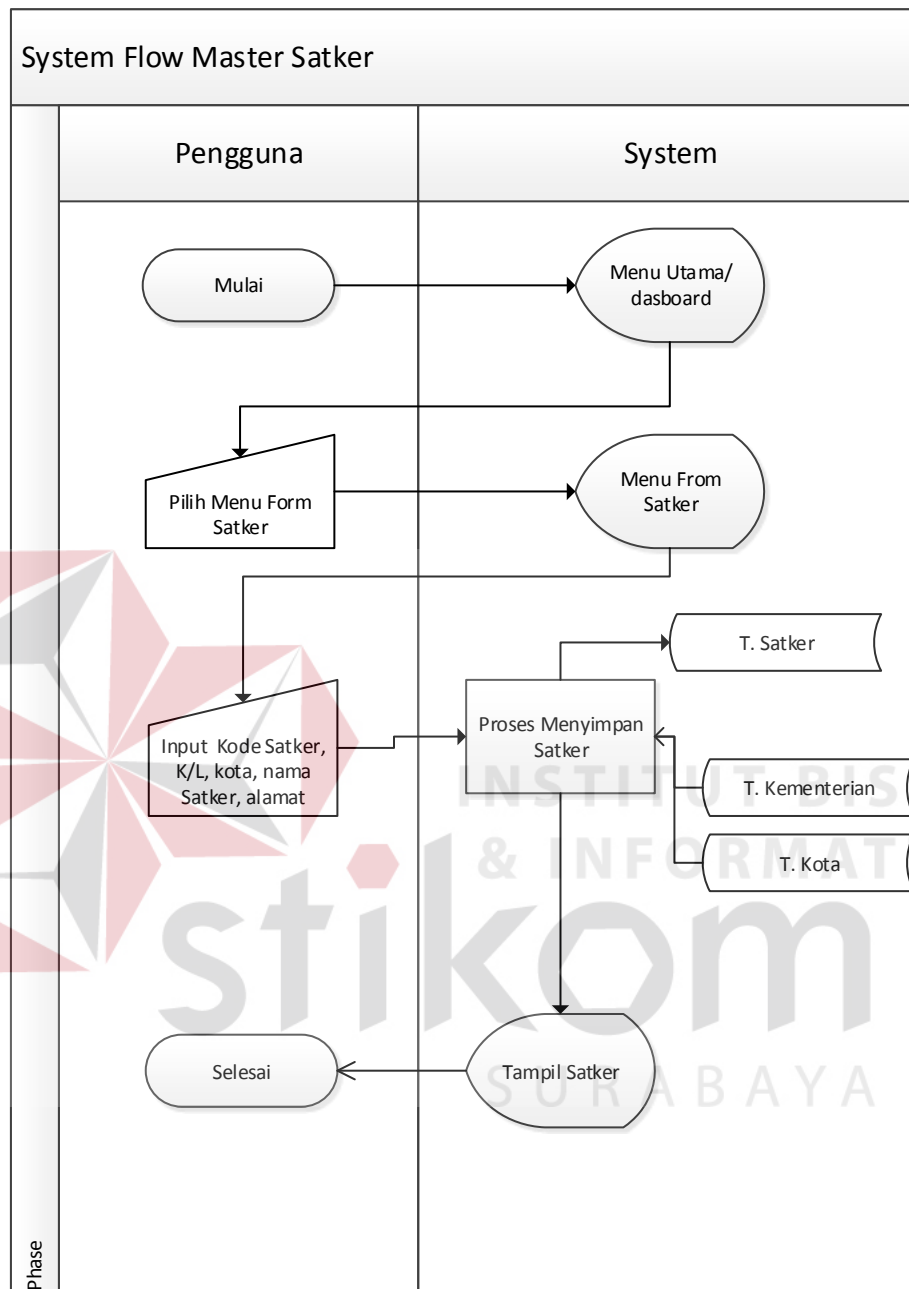 System Flow Master Satker
Pengguna
System
Mulai
Menu Utama/
dasboard
Pilih Menu Form
Satker
Menu From
Satker
T. Satker
Input Kode Satker,
K/L, kota, nama
Satker, alamat
Proses Menyimpan
Satker
T. Kementerian
T. Kota
INSTITUT BIS
& INFORMAT
stikom
SURABAYA
Selesai
Tampil Satker
Phase